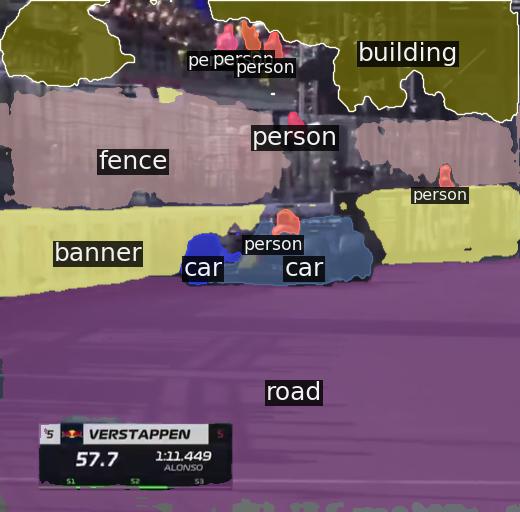 building
pe
person
person
person
fence
person
banner
person
car
car
road
5 VERSTAPPEN 5
57.7 1:11.449
ALONSO
S1 S2 S3